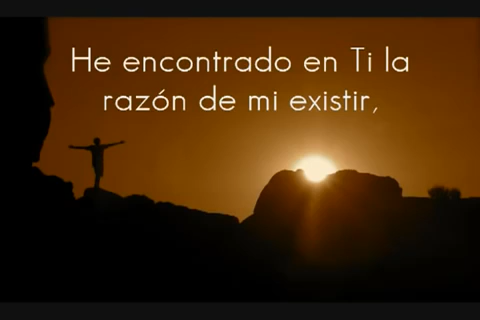 He encontrado en Ti la
razón de mi existir,